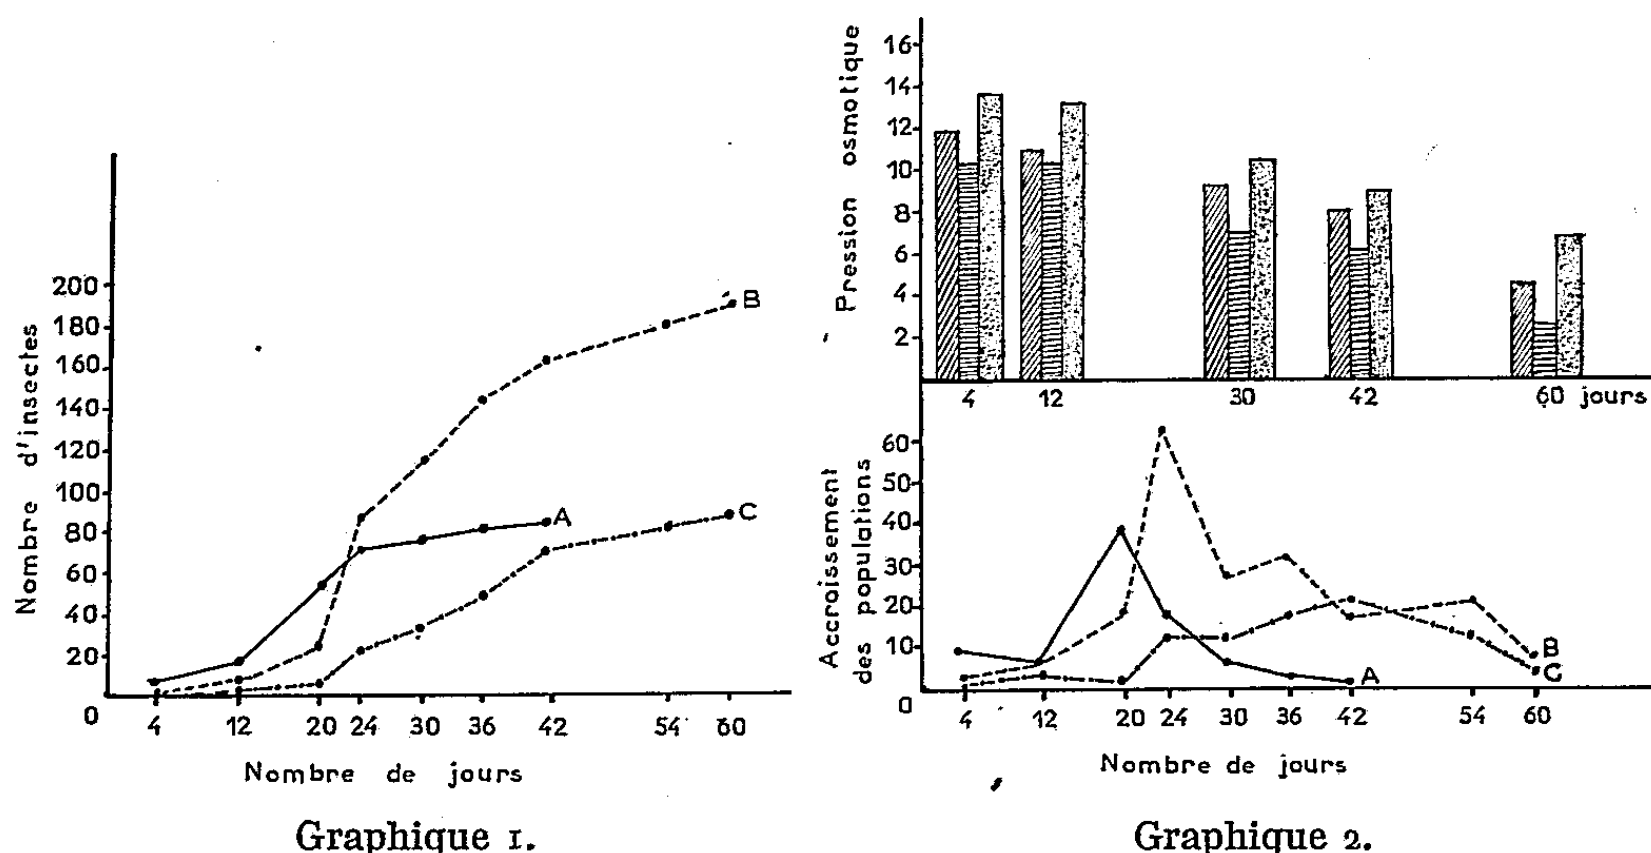 Nombre d'insectes
200
180
160
140
120
100
80
60
40
20
0
B
A
C
4 12 20 24 30 36 42 54 60
Nombre de jours
Graphique 1.
Pression osmotique
16
14
12
10
8
6
4
2
4 12 30 42 60 jours
Accroissement
des populations
60
50
40
30
20
10
0
B
C
A
4 12 20 24 30 36 42 54 60
Nombre de jours
Graphique 2.